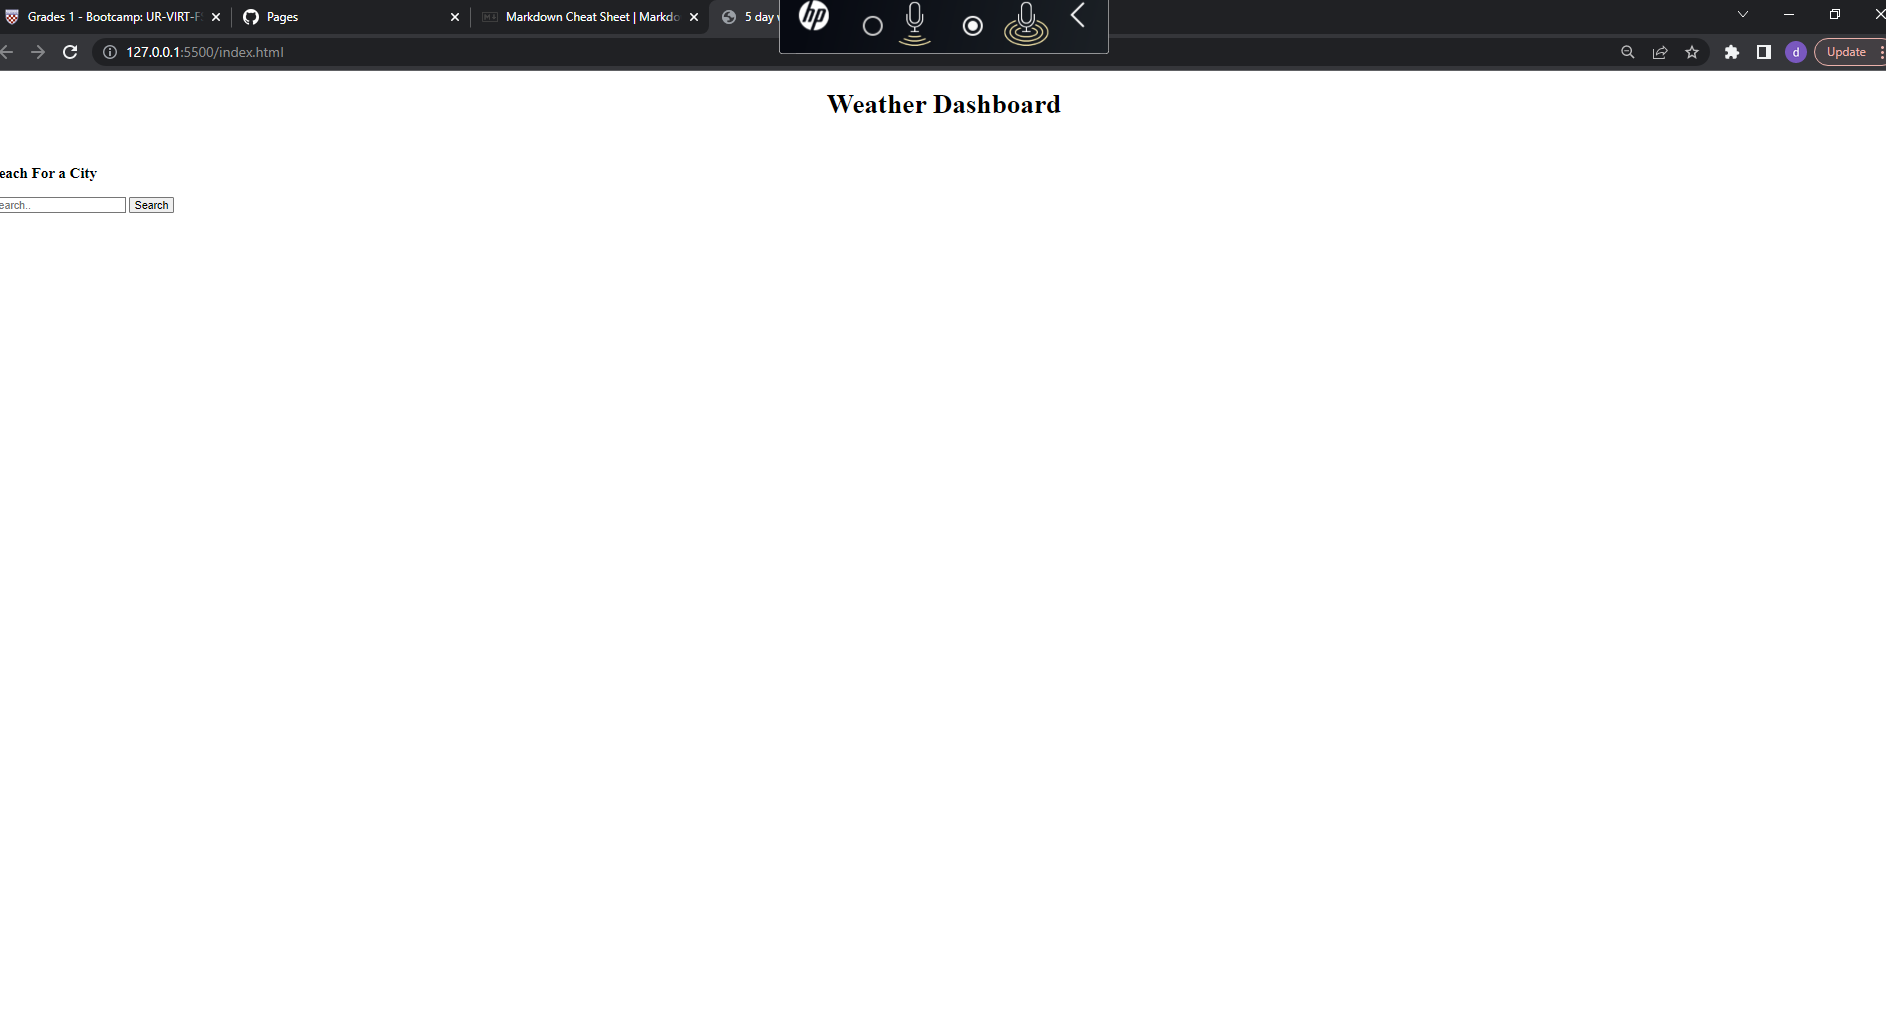 Grades 1 - Bootcamp: UR-VIRT-F
Pages
Markdown Cheat Sheet | Markdo
5 day
hp
127.0.0.1:5500/index.html
d
Update
Weather Dashboard
each For a City
earch..
Search